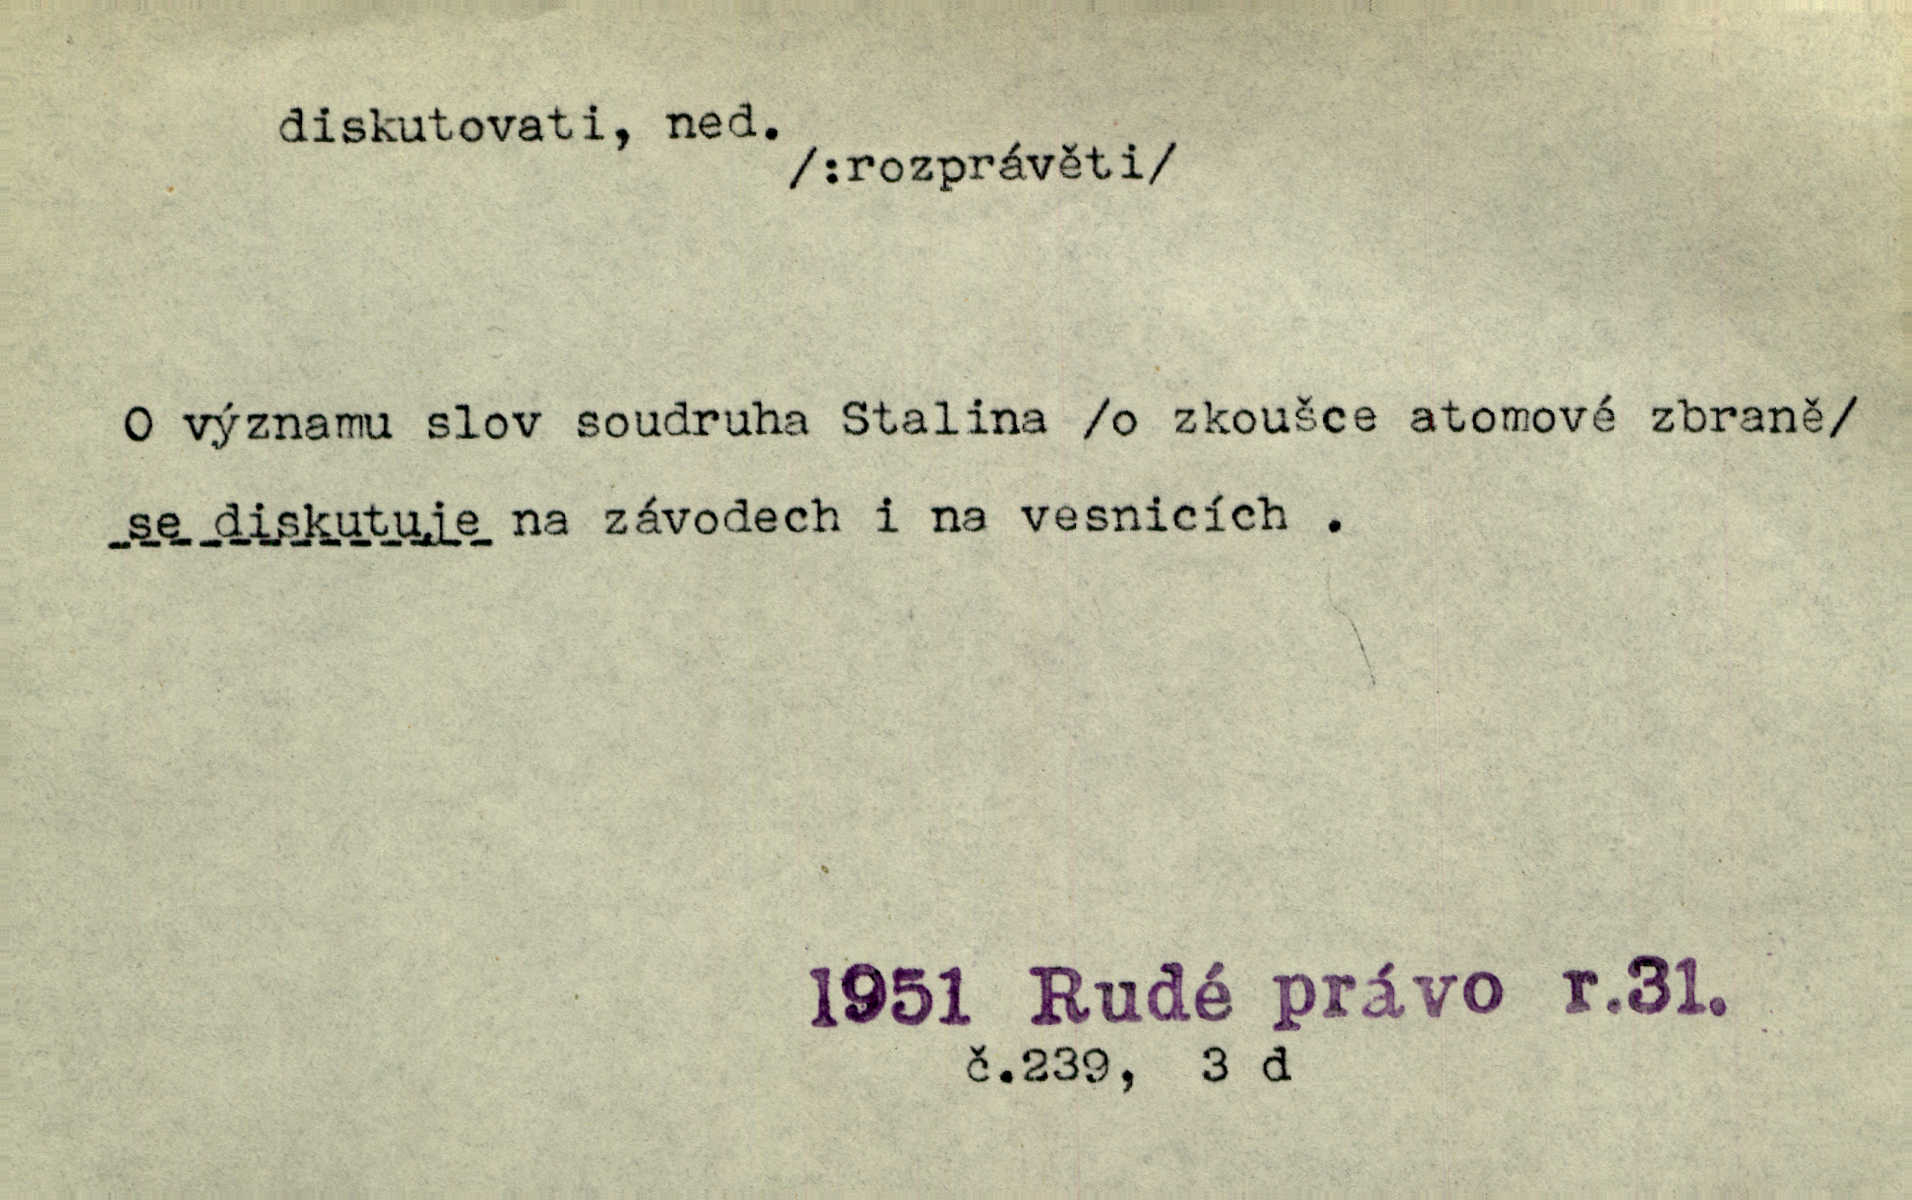 diskutovati, ned.
/:rozprávěti/
O významu slov soudruha Stalina /o zkoušce atomové zbraně/
se diskutuje na závodech i na vesnicích .
1951 Rudé právo r.31.
č.239, 3 d